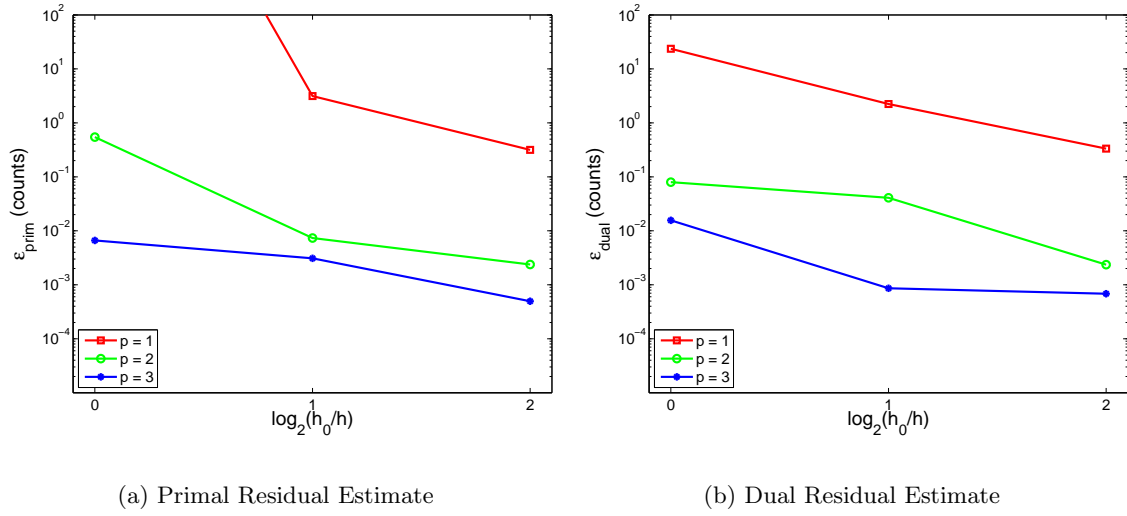 10^2
10^1
10^0
10^-1
10^-2
10^-3
10^-4
ε_prim (counts)
p = 1
p = 2
p = 3
0
1
2
log_2(h_0/h)
(a) Primal Residual Estimate
10^2
10^1
10^0
10^-1
10^-2
10^-3
10^-4
ε_dual (counts)
p = 1
p = 2
p = 3
0
1
2
log_2(h_0/h)
(b) Dual Residual Estimate